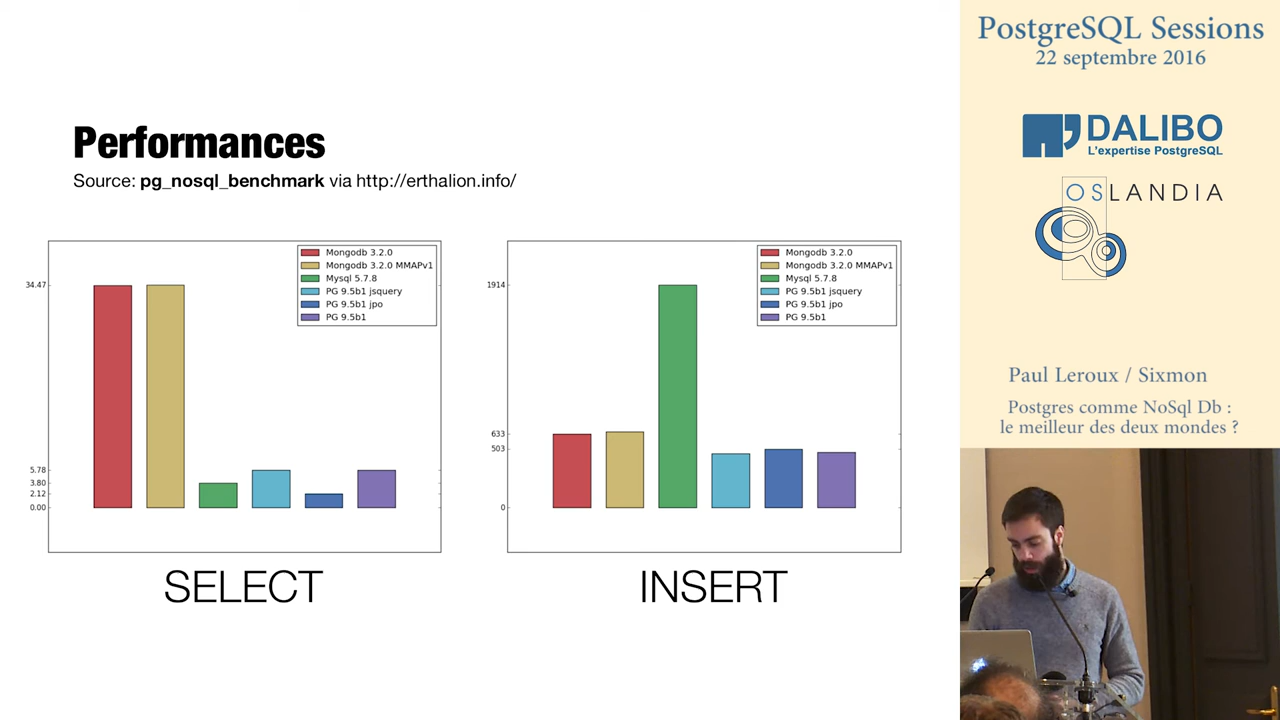 Performances
Source: pg_nosql_benchmark via http://erthalion.info/
Mongodb 3.2.0
Mongodb 3.2.0 MMAPv1
Mysql 5.7.8
PG 9.5b1 jsquery
PG 9.5b1 jpo
PG 9.5b1
34.47
5.78
3.80
2.12
0.00
SELECT
Mongodb 3.2.0
Mongodb 3.2.0 MMAPv1
Mysql 5.7.8
PG 9.5b1 jsquery
PG 9.5b1 jpo
PG 9.5b1
1914
633
503
0
INSERT
PostgreSQL Sessions
22 septembre 2016
DALIBO
L'expertise PostgreSQL
OSLANDIA
Paul Leroux / Sixmon
Postgres comme NoSql Db :
le meilleur des deux mondes ?